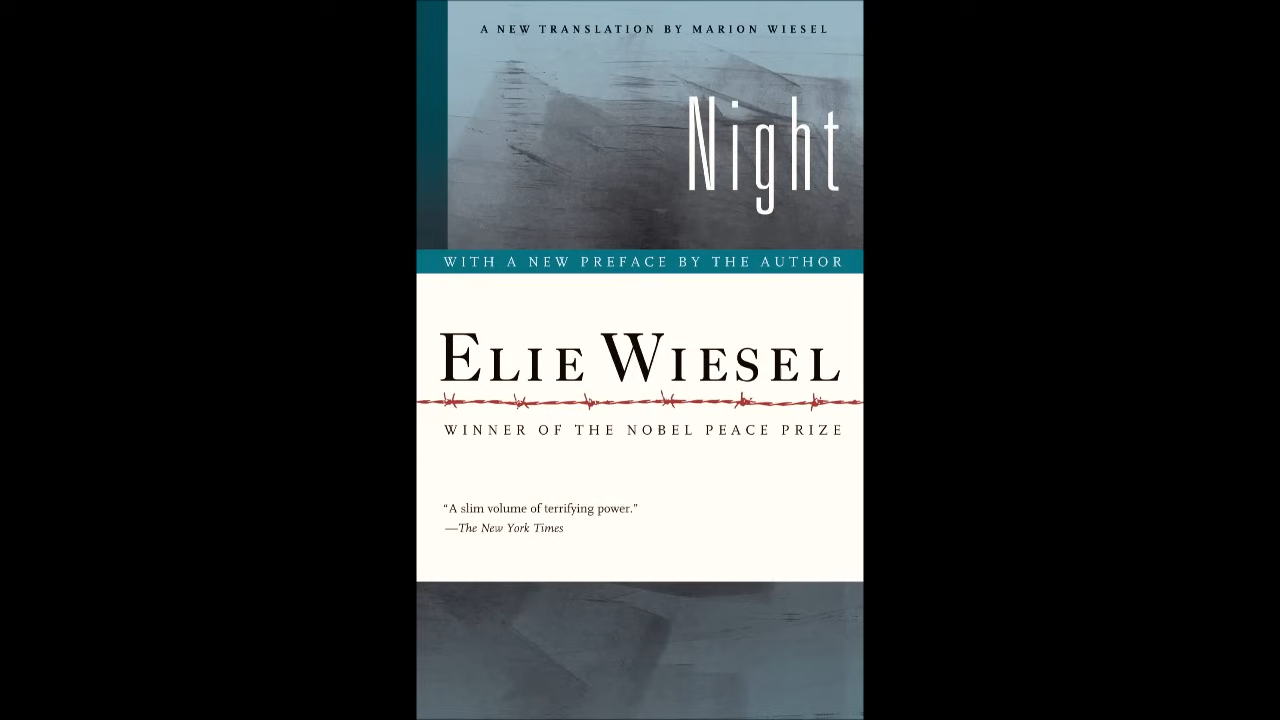 A NEW TRANSLATION BY MARION WIESEL
Night
WITH A NEW PREFACE BY THE AUTHOR
ELIE WIESEL
WINNER OF THE NOBEL PEACE PRIZE
“A slim volume of terrifying power.”
—The New York Times